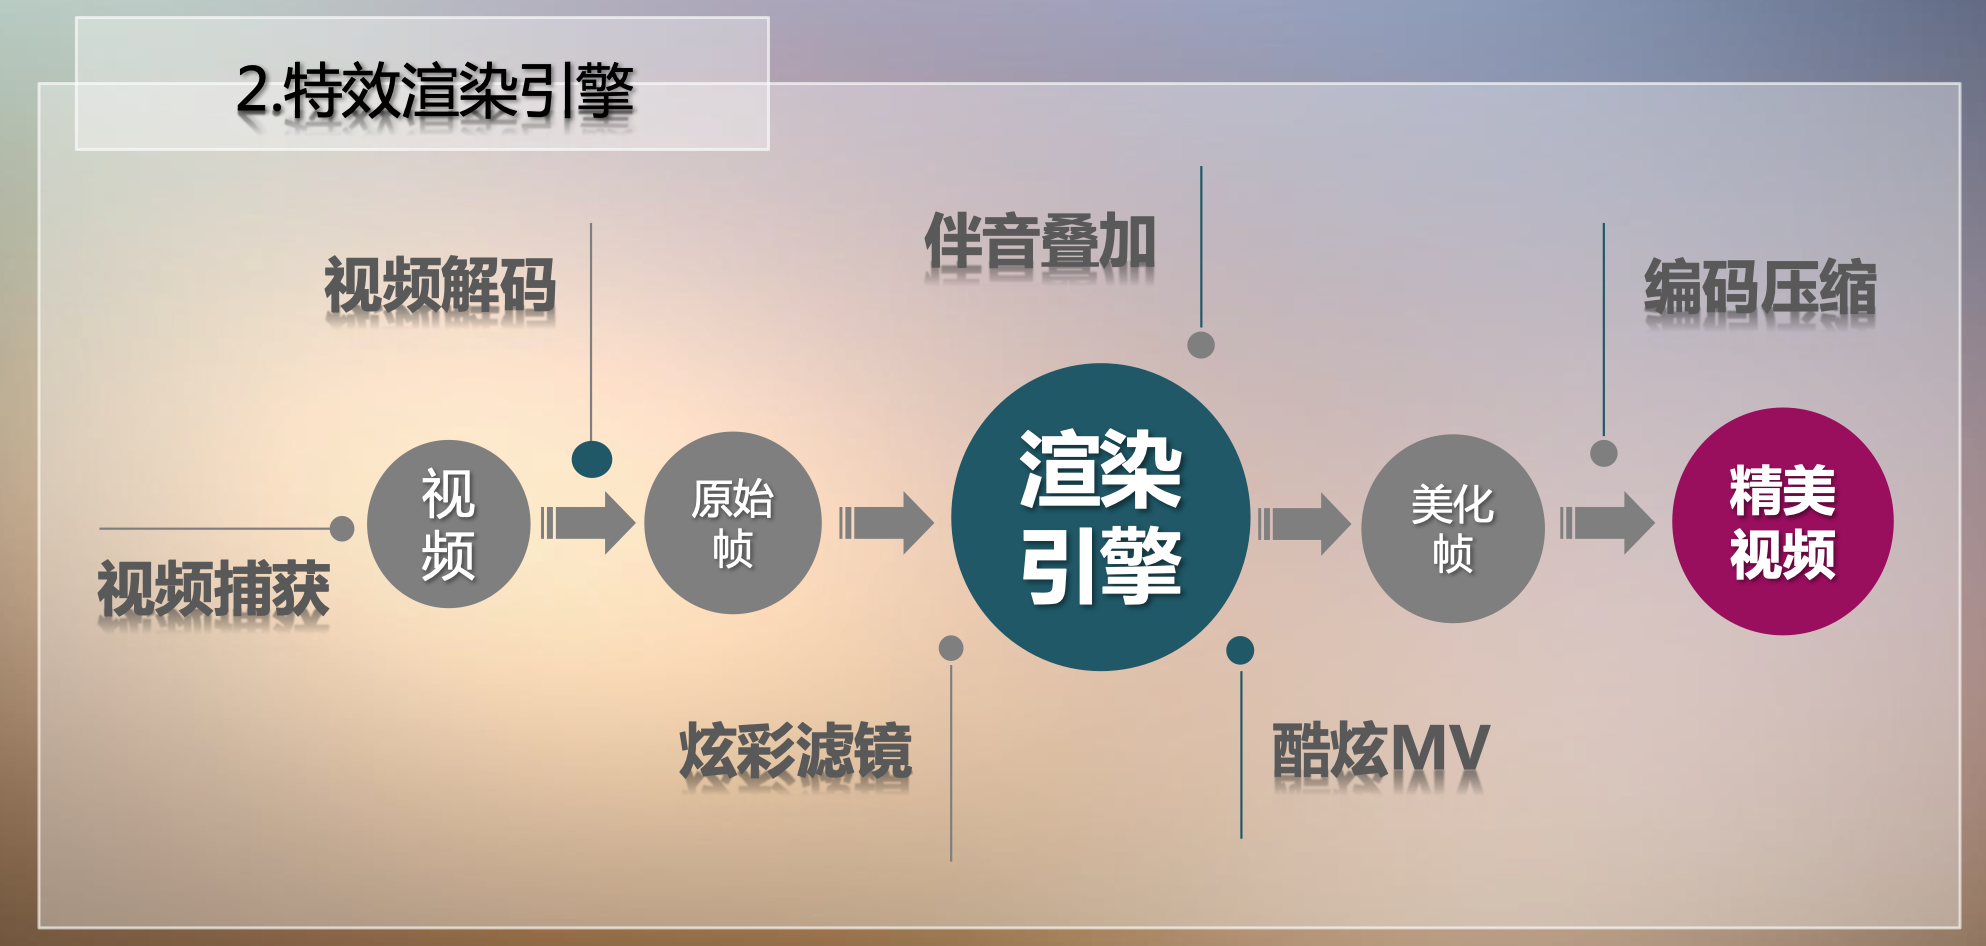 2.特效渲染引擎
伴音叠加
视频解码
编码压缩
视
频
原始
帧
渲染
引擎
美化
帧
精美
视频
视频捕获
炫彩滤镜
酷炫MV